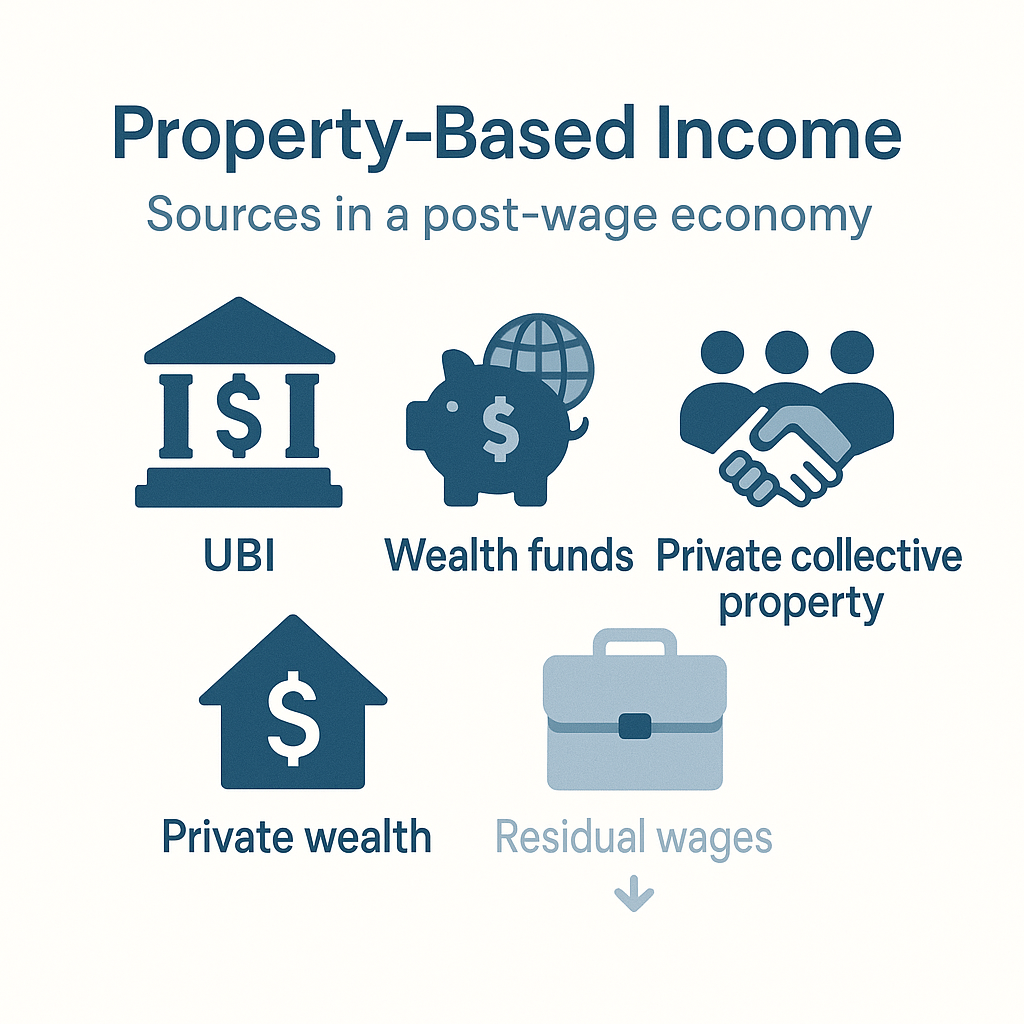 Property-Based Income
Sources in a post-wage economy
$
$
UBI
Wealth funds
Private collective
property
$
Private wealth
Residual wages